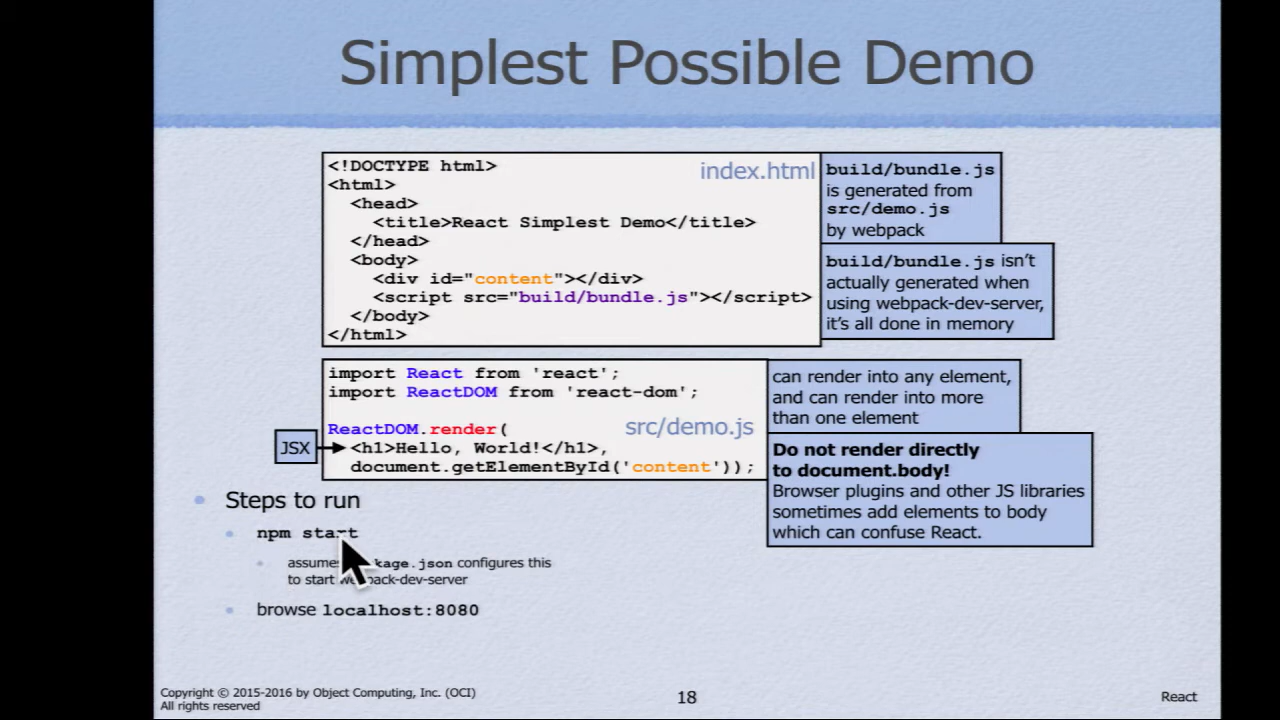 Simplest Possible Demo
<!DOCTYPE html>
index.html
<html>
<head>
<title>React Simplest Demo</title>
</head>
<body>
<div id="content"></div>
<script src="build/bundle.js"></script>
</body>
</html>
build/bundle.js
is generated from
src/demo.js
by webpack
build/bundle.js isn't
actually generated when
using webpack-dev-server,
it's all done in memory
import React from 'react';
import ReactDOM from 'react-dom';
ReactDOM.render(
src/demo.js
JSX
<h1>Hello, World!</h1>,
document.getElementById('content'));
can render into any element,
and can render into more
than one element
Do not render directly
to document.body!
Browser plugins and other JS libraries
sometimes add elements to body
which can confuse React.
Steps to run
npm start
configures this
to start
browse localhost:8080
Copyright © 2015-2016 by Object Computing, Inc. (OCI)
All rights reserved
18
React